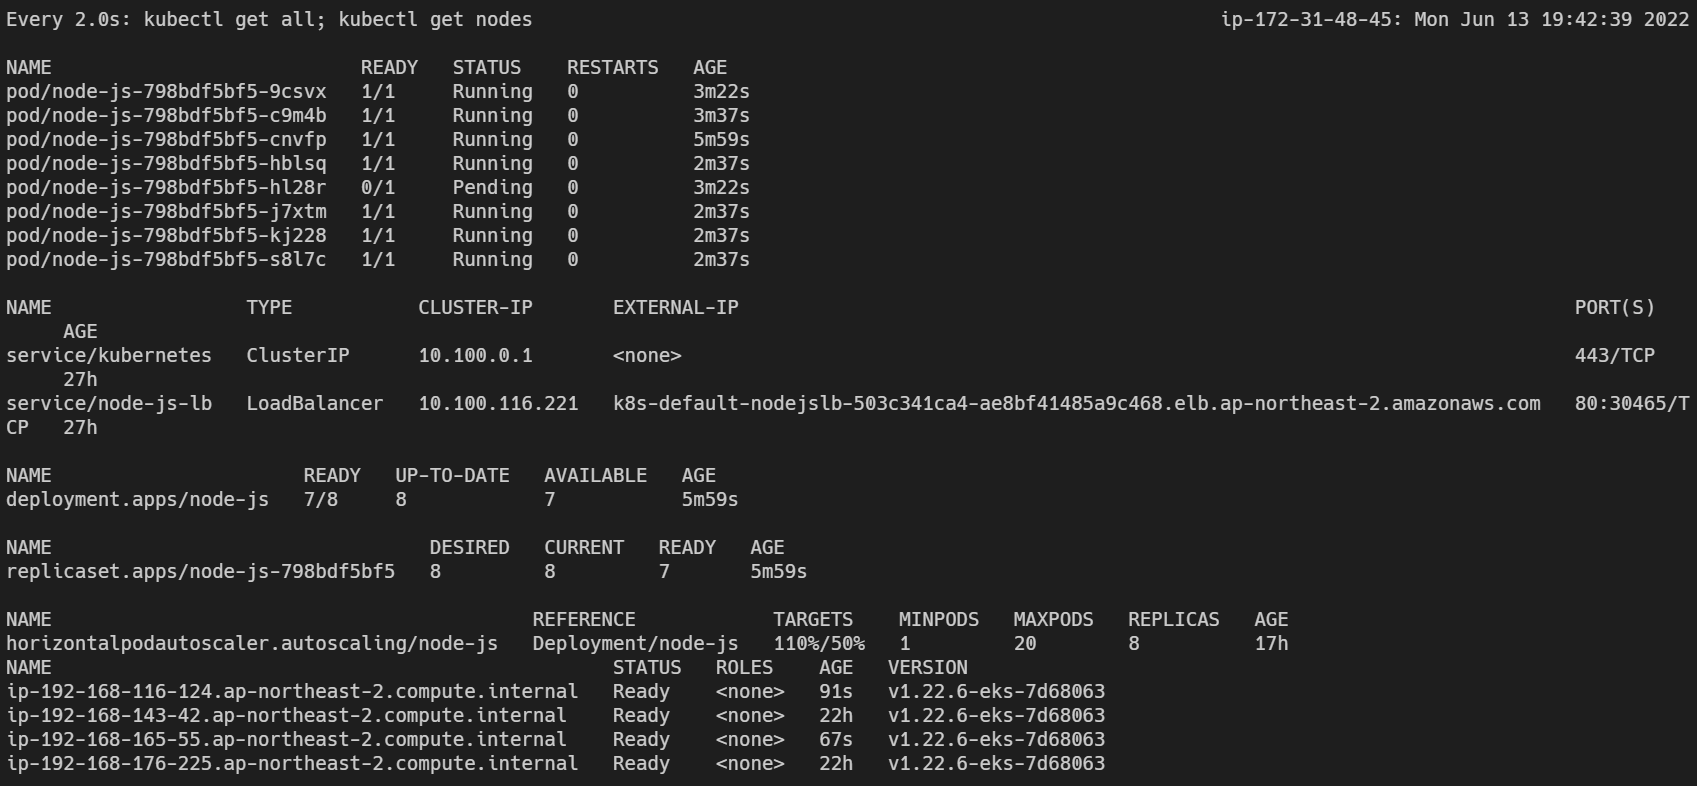 Every 2.0s: kubectl get all; kubectl get nodes ip-172-31-48-45: Mon Jun 13 19:42:39 2022
NAME READY STATUS RESTARTS AGE
pod/node-js-798bdf5bf5-9csvx 1/1 Running 0 3m22s
pod/node-js-798bdf5bf5-c9m4b 1/1 Running 0 3m37s
pod/node-js-798bdf5bf5-cnvfp 1/1 Running 0 5m59s
pod/node-js-798bdf5bf5-hblsq 1/1 Running 0 2m37s
pod/node-js-798bdf5bf5-hl28r 0/1 Pending 0 3m22s
pod/node-js-798bdf5bf5-j7xtm 1/1 Running 0 2m37s
pod/node-js-798bdf5bf5-kj228 1/1 Running 0 2m37s
pod/node-js-798bdf5bf5-s8l7c 1/1 Running 0 2m37s
NAME TYPE CLUSTER-IP EXTERNAL-IP PORT(S)
AGE
service/kubernetes ClusterIP 10.100.0.1 <none> 443/TCP
27h
service/node-js-lb LoadBalancer 10.100.116.221 k8s-default-nodejslb-503c341ca4-ae8bf41485a9c468.elb.ap-northeast-2.amazonaws.com 80:30465/T
CP 27h
NAME READY UP-TO-DATE AVAILABLE AGE
deployment.apps/node-js 7/8 8 7 5m59s
NAME DESIRED CURRENT READY AGE
replicaset.apps/node-js-798bdf5bf5 8 8 7 5m59s
NAME REFERENCE TARGETS MINPODS MAXPODS REPLICAS AGE
horizontalpodautoscaler.autoscaling/node-js Deployment/node-js 110%/50% 1 20 8 17h
NAME STATUS ROLES AGE VERSION
ip-192-168-116-124.ap-northeast-2.compute.internal Ready <none> 91s v1.22.6-eks-7d68063
ip-192-168-143-42.ap-northeast-2.compute.internal Ready <none> 22h v1.22.6-eks-7d68063
ip-192-168-165-55.ap-northeast-2.compute.internal Ready <none> 67s v1.22.6-eks-7d68063
ip-192-168-176-225.ap-northeast-2.compute.internal Ready <none> 22h v1.22.6-eks-7d68063